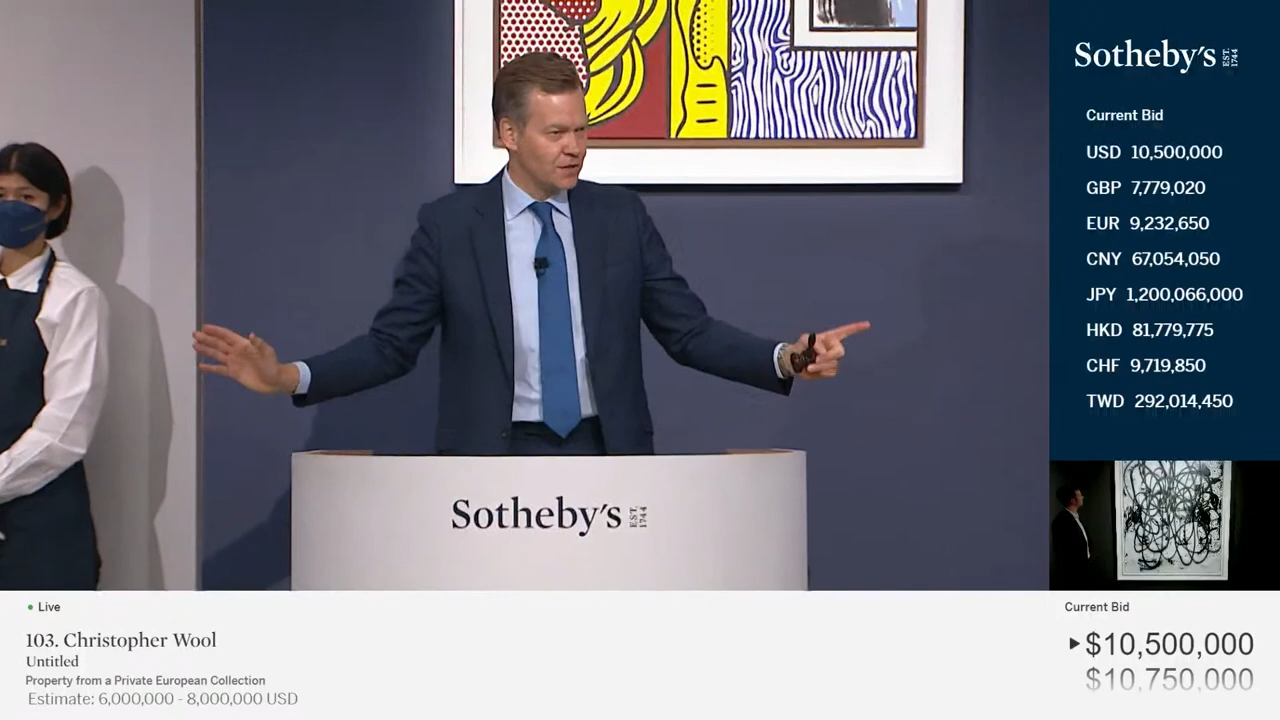 Sotheby's EST. 1744
Current Bid
USD 10,500,000
GBP 7,779,020
EUR 9,232,650
CNY 67,054,050
JPY 1,200,066,000
HKD 81,779,775
CHF 9,719,850
TWD 292,014,450
Sotheby's EST. 1744
Live
103. Christopher Wool
Untitled
Property from a Private European Collection
Estimate: 6,000,000 - 8,000,000 USD
Current Bid
$10,500,000
$10,750,000